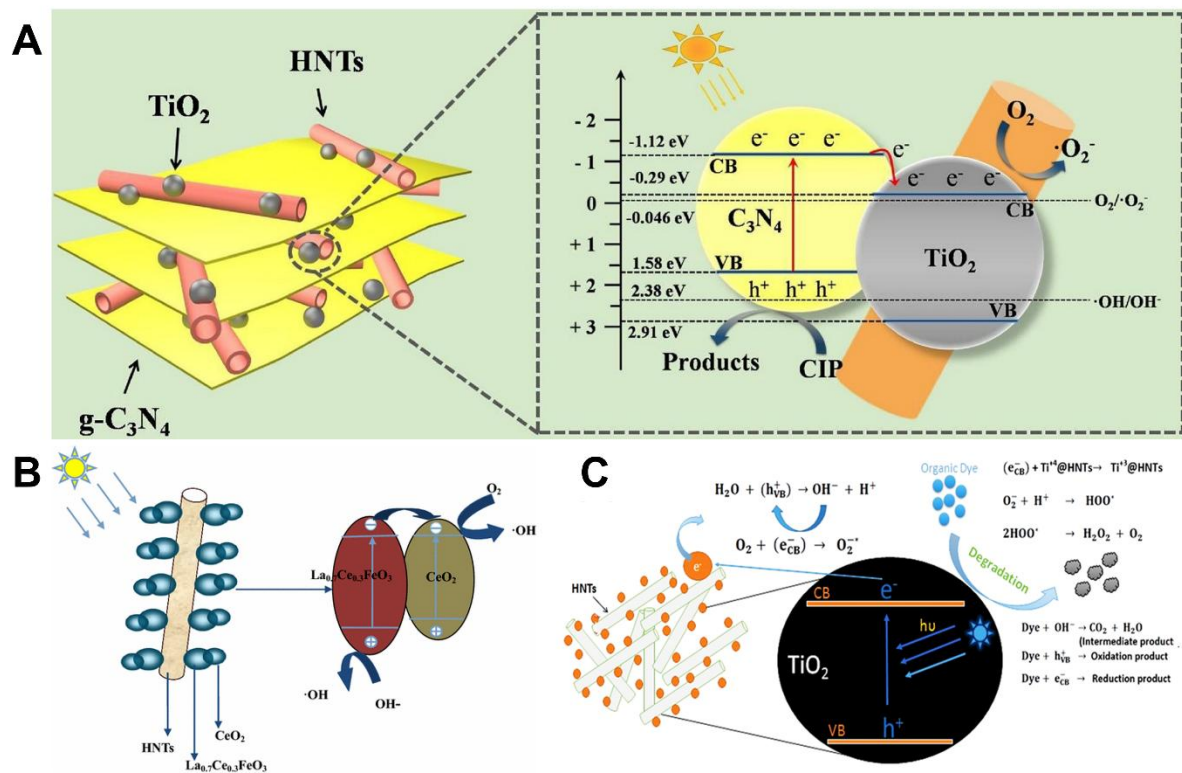 A
HNTs
TiO₂
g-C₃N₄
- 2
- 1
0
+ 1
+ 2
+ 3
-1.12 eV
-0.29 eV
-0.046 eV
1.58 eV
2.38 eV
2.91 eV
e⁻ e⁻ e⁻
CB
C₃N₄
VB
h⁺ h⁺ h⁺
Products
CIP
e⁻
e⁻ e⁻ e⁻
CB
TiO₂
VB
O₂
·O₂⁻
O₂/·O₂⁻
·OH/OH⁻
B
HNTs
La₀.₇Ce₀.₃FeO₃
CeO₂
La₀.₇Ce₀.₃FeO₃
CeO₂
O₂
·OH
·OH
OH-
C
H₂O + (h⁺VB) → OH⁻ + H⁺
O₂ + (e⁻CB) → O₂⁻•
e⁻
HNTs
CB
e⁻
hυ
TiO₂
VB
h⁺
Organic Dye
Degradation
(e⁻CB) + Ti⁺⁴@HNTs→ Ti⁺³@HNTs
O₂⁻ + H⁺ → HOO•
2HOO• → H₂O₂ + O₂
Dye + OH⁻ → CO₂ + H₂O
(Intermediate product
Dye + h⁺VB → Oxidation product
Dye + e⁻CB → Reduction product